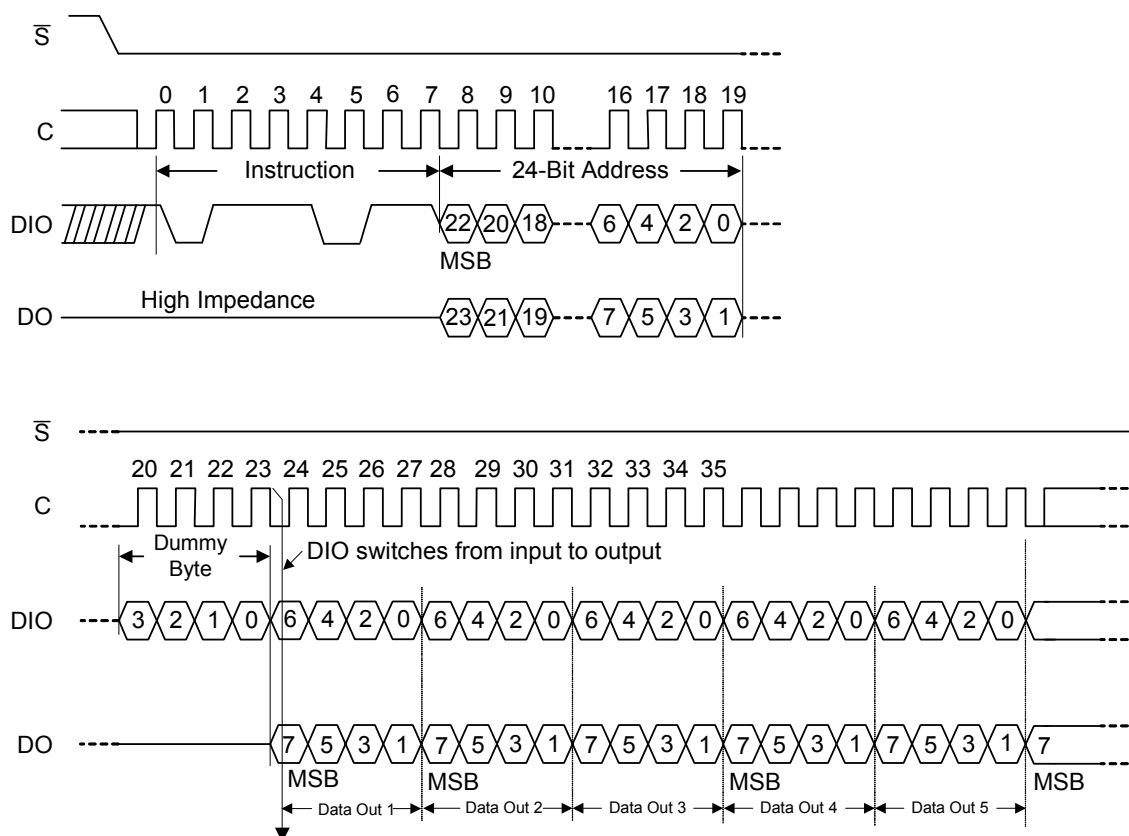 S
0 1 2 3 4 5 6 7 8 9 10 16 17 18 19
C
Instruction 24-Bit Address
DIO 22 20 18 6 4 2 0
MSB
High Impedance
DO 23 21 19 7 5 3 1
S
20 21 22 23 24 25 26 27 28 29 30 31 32 33 34 35
C
Dummy
Byte
DIO switches from input to output
DIO 3 2 1 0 6 4 2 0 6 4 2 0 6 4 2 0 6 4 2 0 6 4 2 0
DO 7 5 3 1 7 5 3 1 7 5 3 1 7 5 3 1 7 5 3 1 7
MSB MSB MSB MSB
Data Out 1 Data Out 2 Data Out 3 Data Out 4 Data Out 5